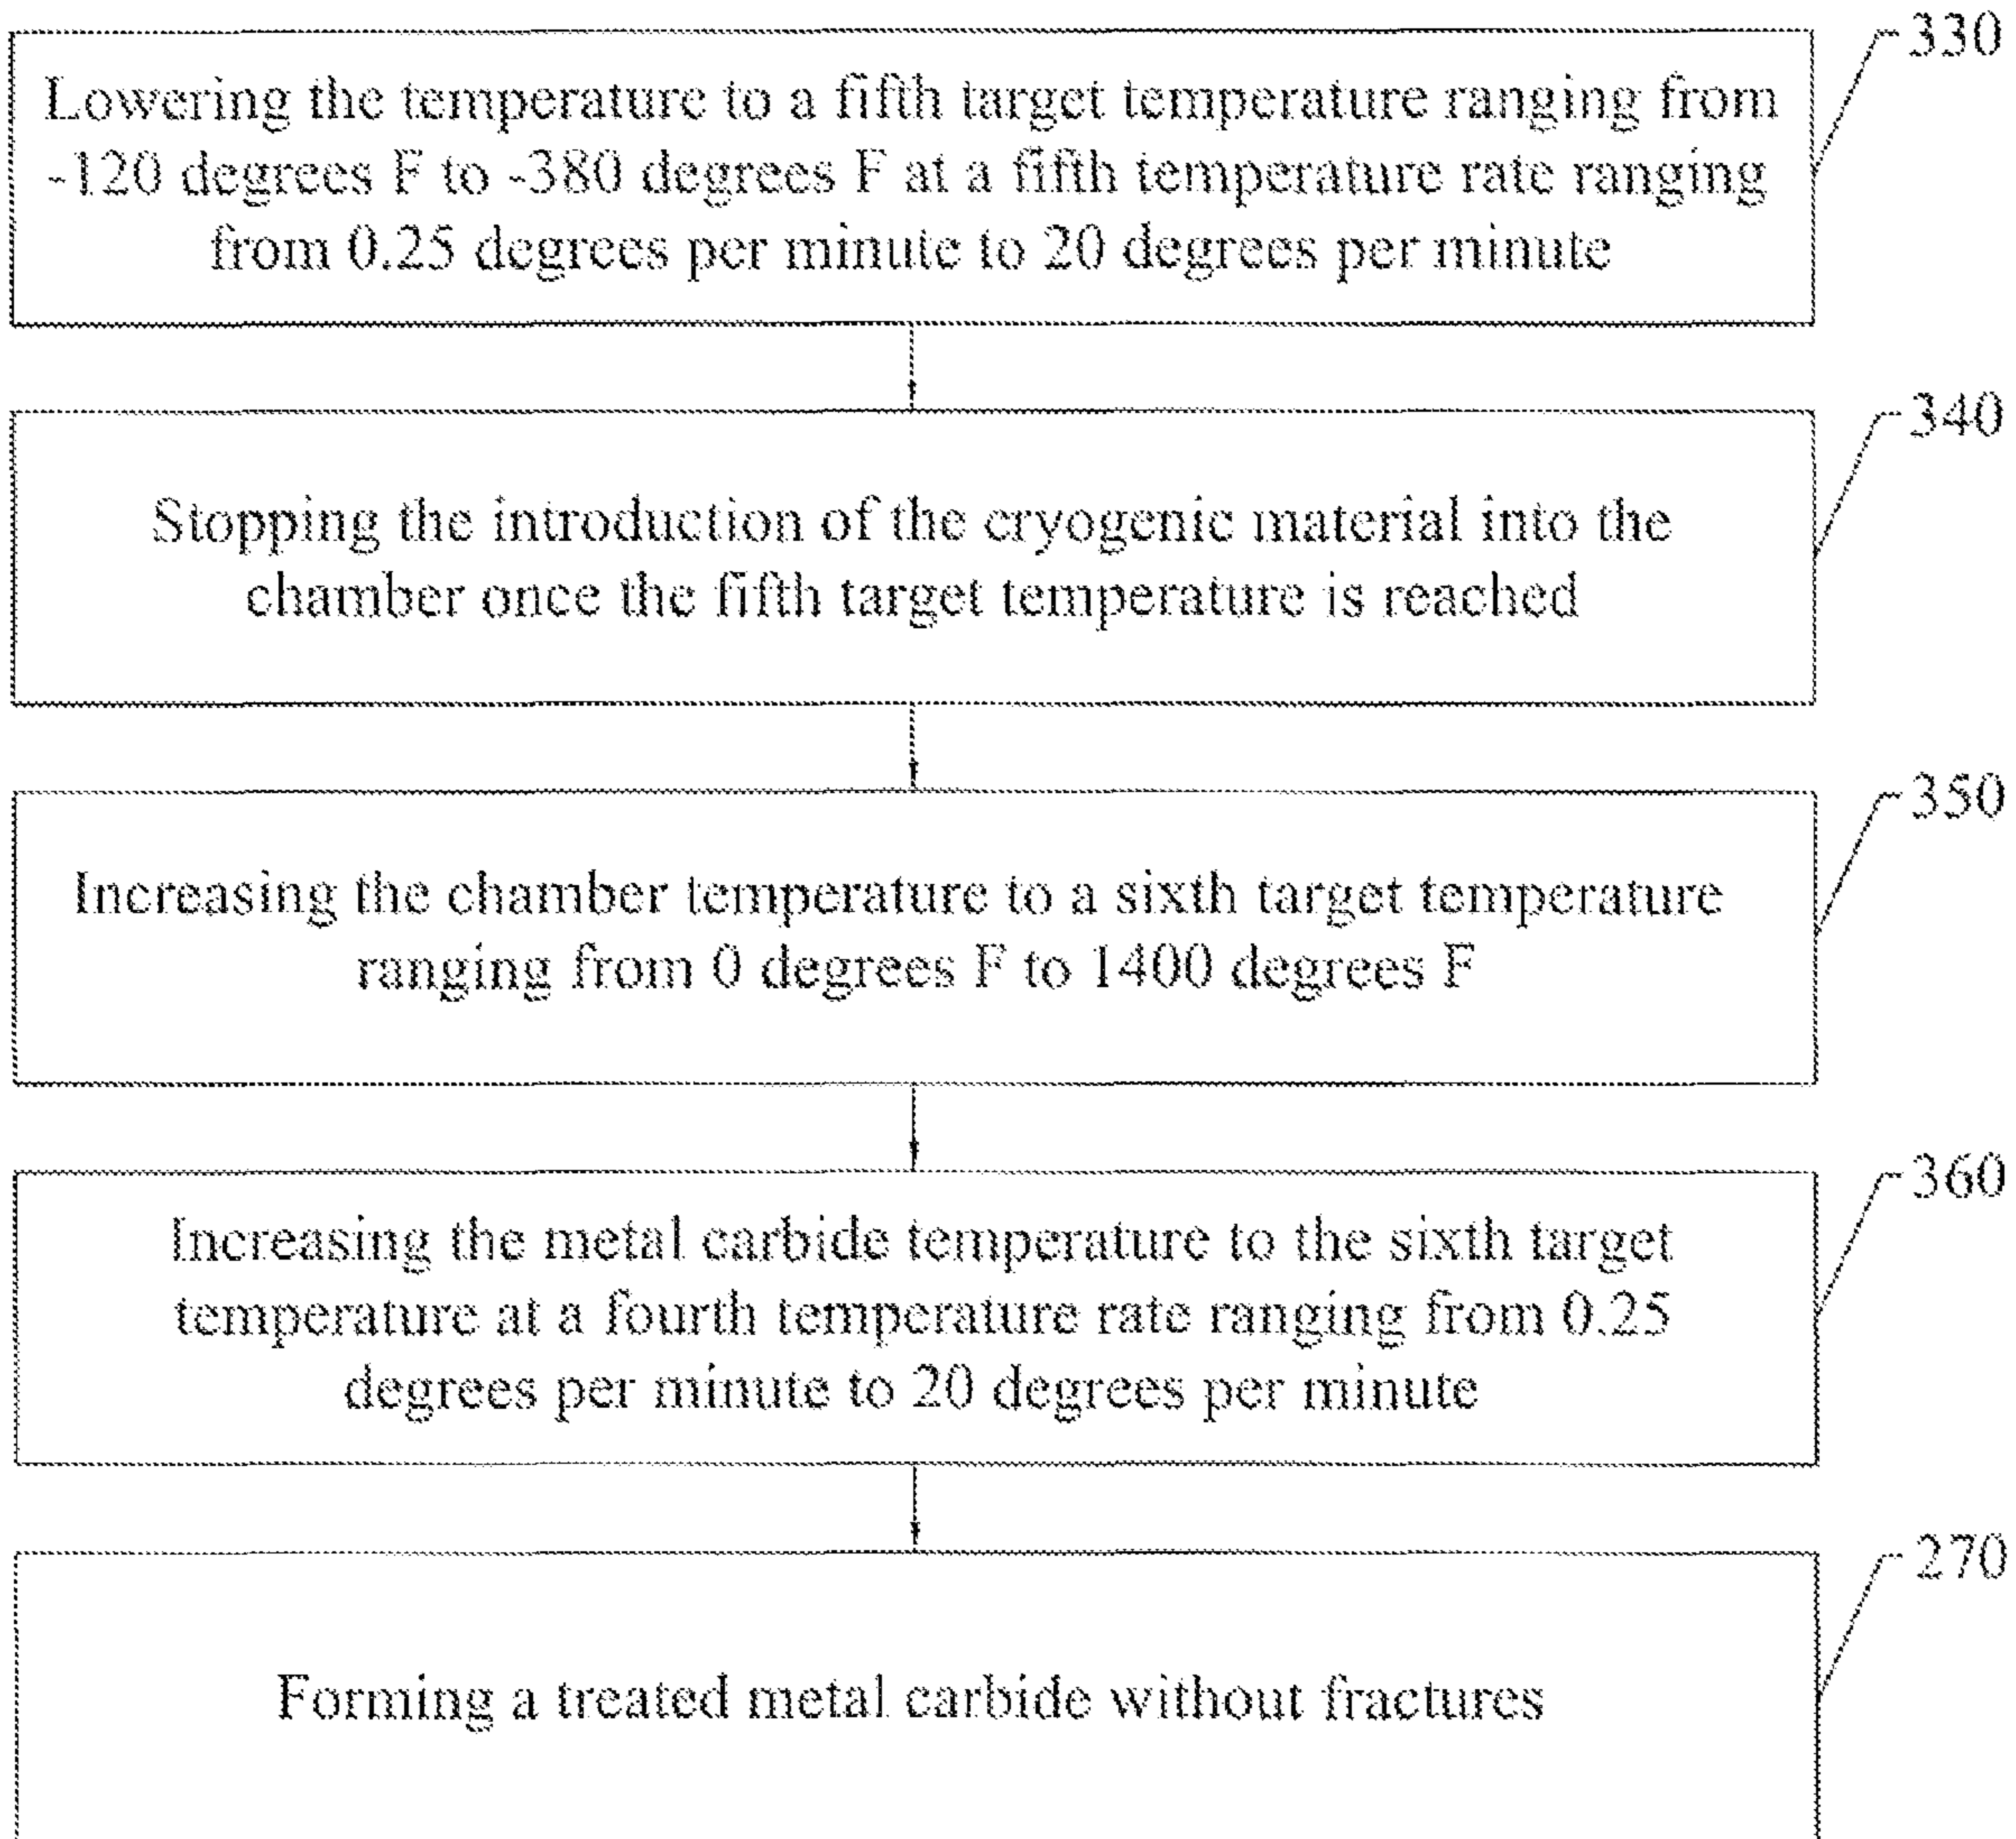 330
Lowering the temperature to a fifth target temperature ranging from
-120 degrees F to -380 degrees F at a fifth temperature rate ranging
from 0.25 degrees per minute to 20 degrees per minute
340
Stopping the introduction of the cryogenic material into the
chamber once the fifth target temperature is reached
350
Increasing the chamber temperature to a sixth target temperature
ranging from 0 degrees F to 1400 degrees F
360
Increasing the metal carbide temperature to the sixth target
temperature at a fourth temperature rate ranging from 0.25
degrees per minute to 20 degrees per minute
270
Forming a treated metal carbide without fractures